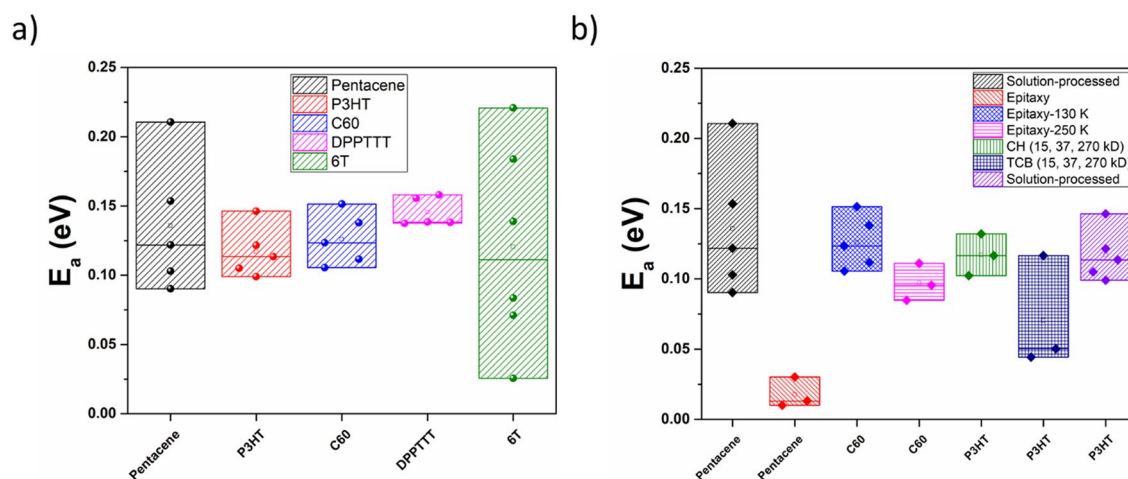 a)
0.25
0.20
0.15
0.10
0.05
0.00
Ea (eV)
Pentacene
P3HT
C60
DPPTTT
6T
Pentacene
P3HT
C60
DPPTTT
6T
b)
0.25
0.20
0.15
0.10
0.05
0.00
Ea (eV)
Solution-processed
Epitaxy
Epitaxy-130 K
Epitaxy-250 K
CH (15, 37, 270 kD)
TCB (15, 37, 270 kD)
Solution-processed
Pentacene
Pentacene
C60
C60
P3HT
P3HT
P3HT